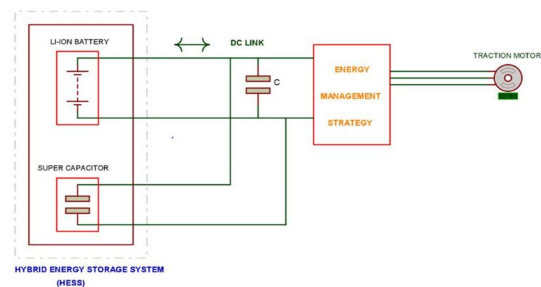 LI-ION BATTERY
DC LINK
TRACTION MOTOR
C
ENERGY
MANAGEMENT
STRATEGY
SUPER CAPACITOR
HYBRID ENERGY STORAGE SYSTEM
(HESS)